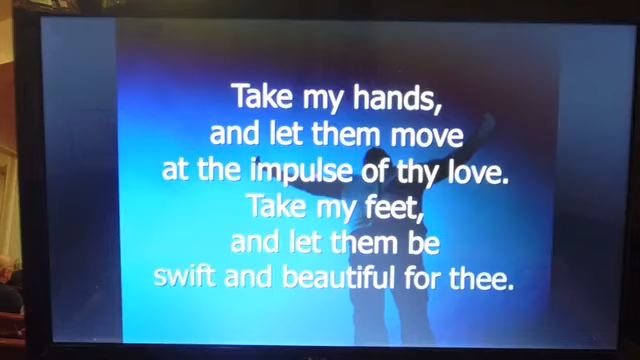 Take my hands,
and let them move
at the impulse of thy love.
Take my feet,
and let them be
swift and beautiful for thee.